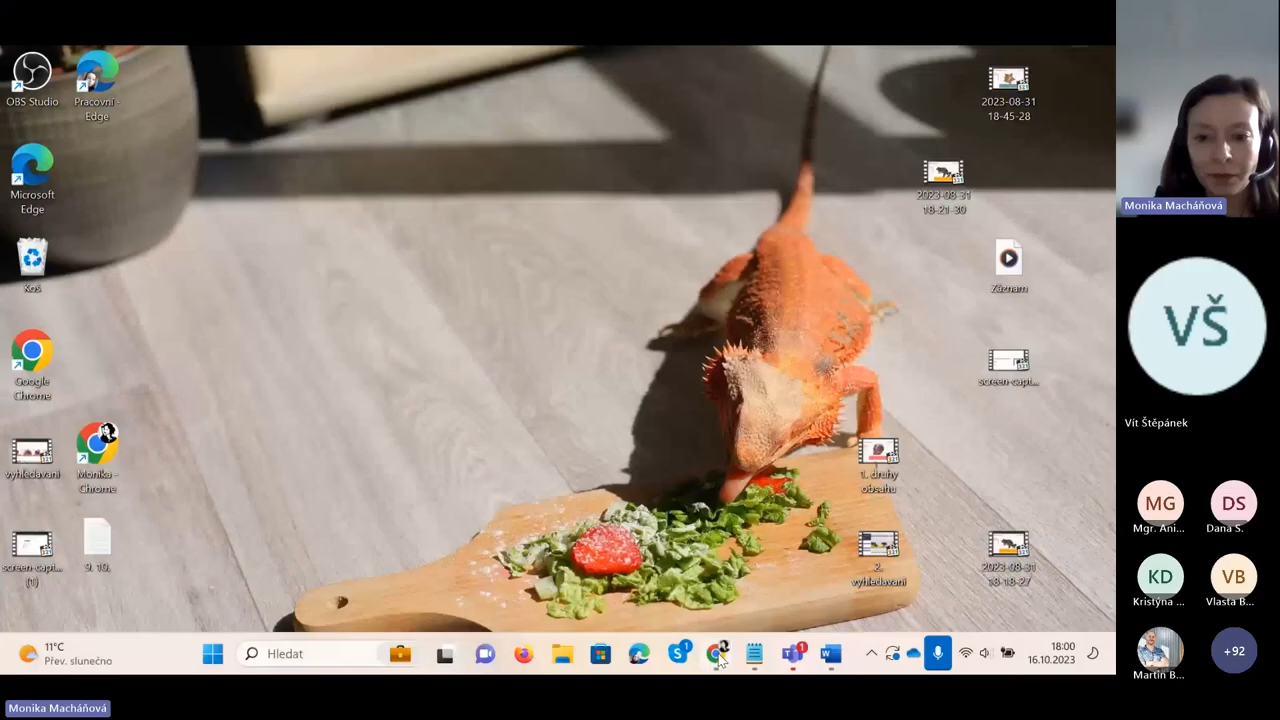 OBS Studio
Pracovní -
Edge
Microsoft
Edge
Koš
Google
Chrome
vyhledavani
Monika -
Chrome
screen-capt...
(1)
9. 10.
2023-08-31
18-45-28
2023-08-31
18-21-30
Záznam
screen-capt...
1. druhy
obsahu
2.
vyhledavani
2023-08-31
18-18-27
11°C
Přev. slunečno
Hledat
1
1
18:00
16.10.2023
Monika Macháňová
Monika Macháňová
VŠ
Vít Štěpánek
MG
DS
Mgr. Ani...
Dana S.
KD
VB
Kristýna ...
Vlasta B...
Martin B...
+92